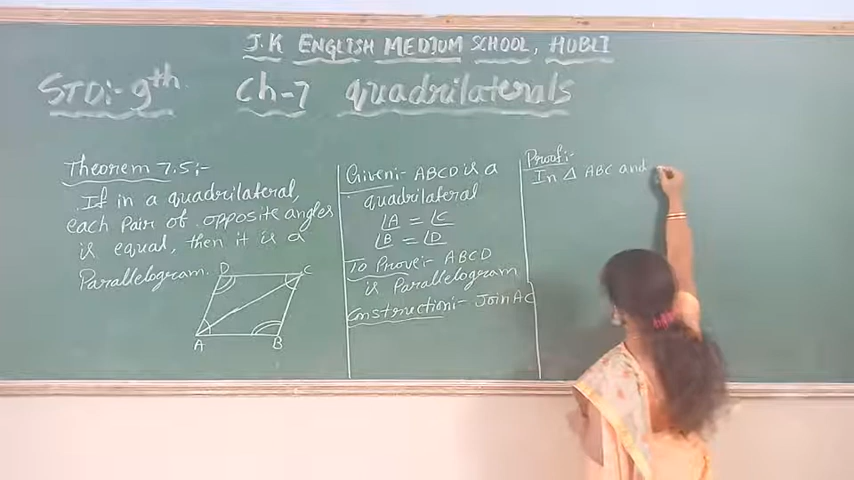 J.K ENGLISH MEDIUM SCHOOL, HUBLI
STD:- 9th
Ch-7 quadrilaterals
Theorem 7.5:-
If in a quadrilateral,
each Pair of opposite angles
is equal, then it is a
Parallelogram.
D C
A B
Given:- ABCD is a
quadrilateral
∠A = ∠C
∠B = ∠D
To Prove:- ABCD
is Parallelogram
Construction:- Join AC
Proof:-
In △ ABC and